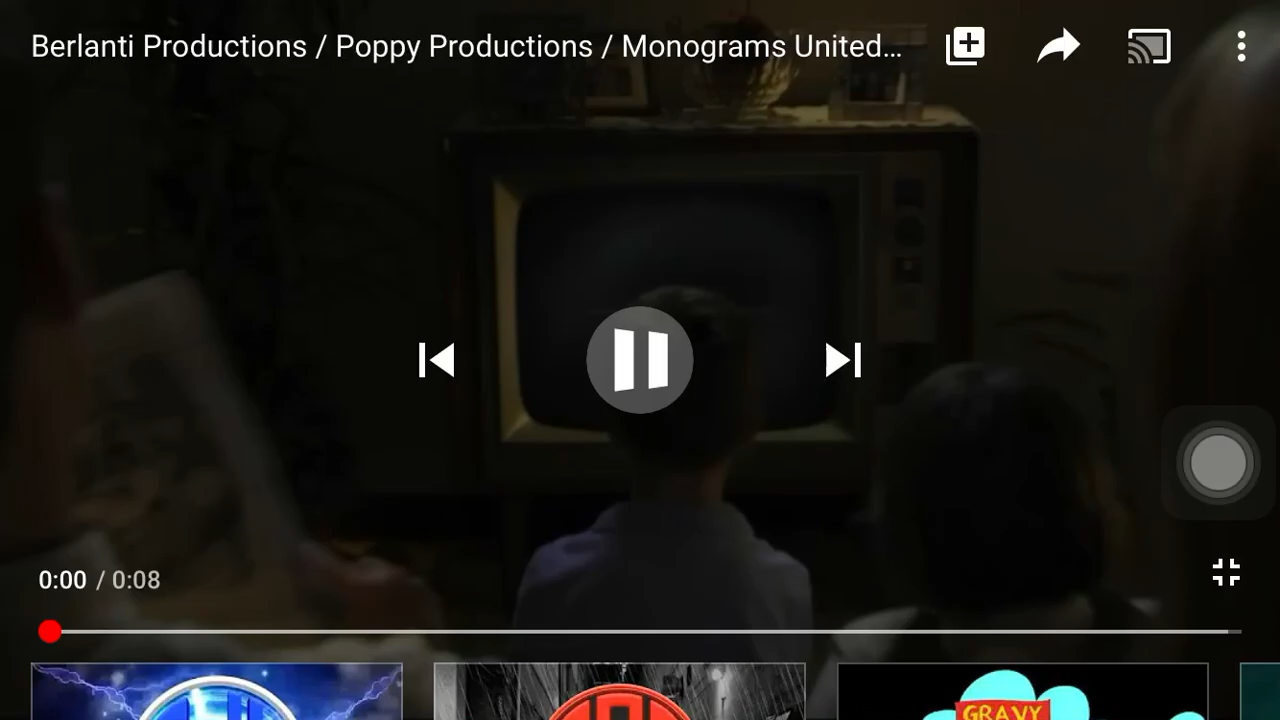 Berlanti Productions / Poppy Productions / Monograms United...
0:00 / 0:08
GRAVY